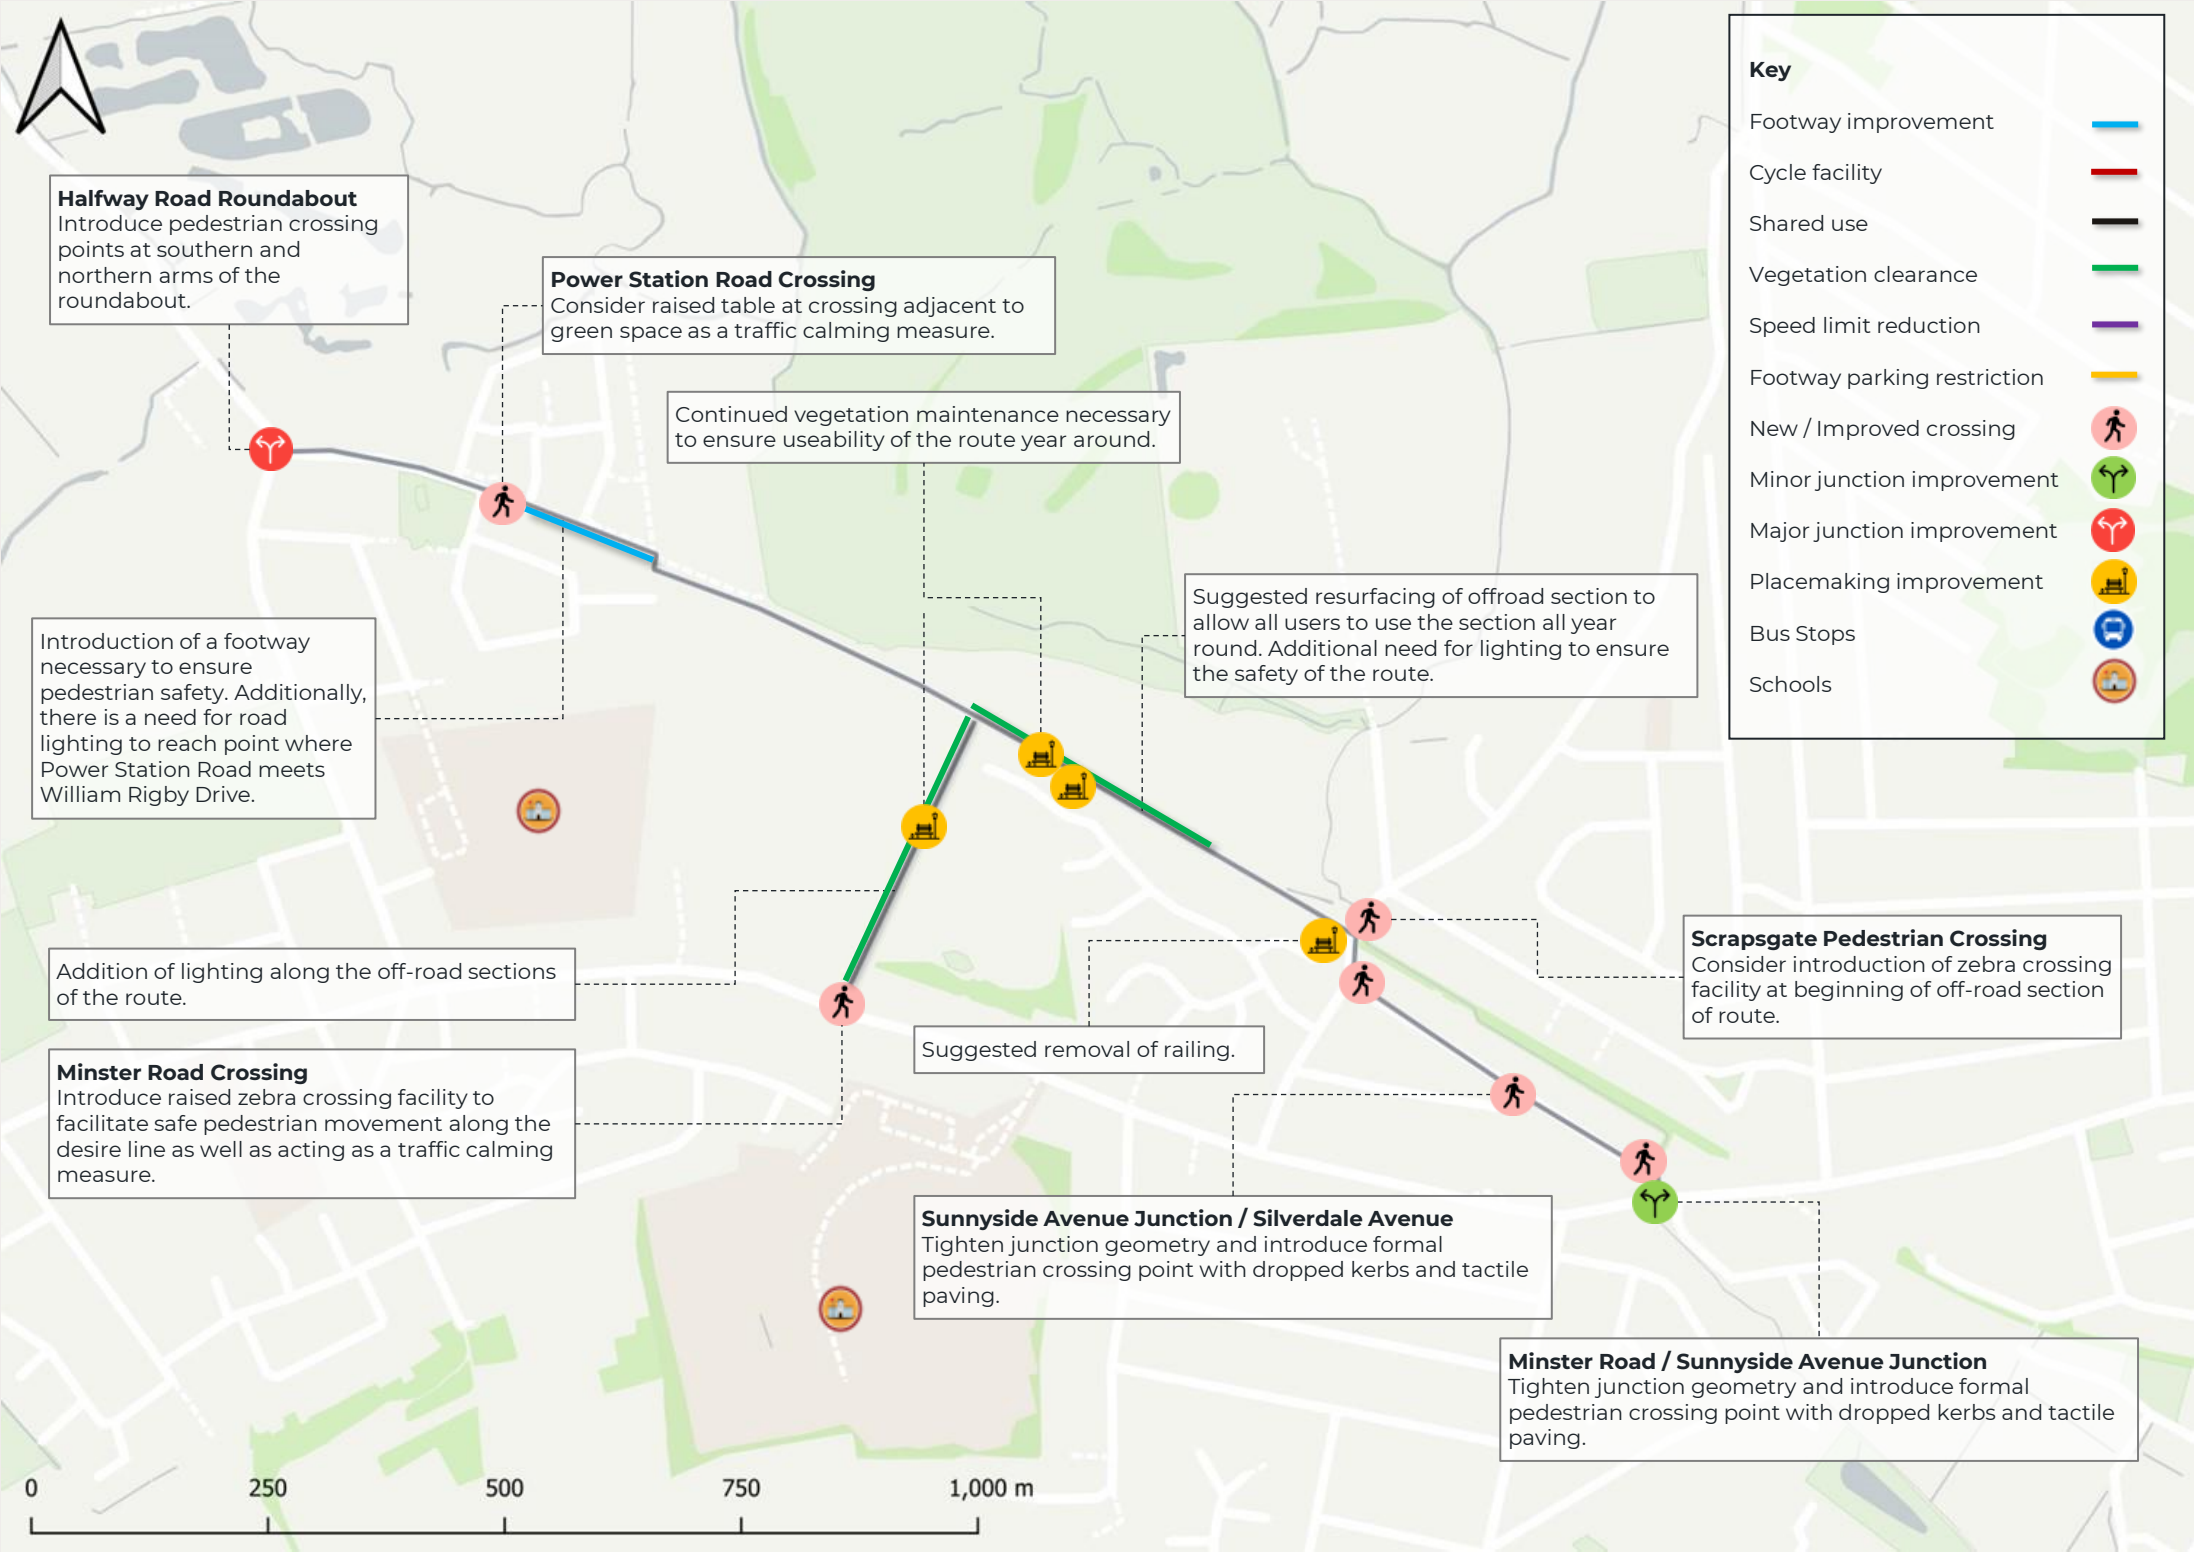 Halfway Road Roundabout
Introduce pedestrian crossing
points at southern and
northern arms of the
roundabout.
Power Station Road Crossing
Consider raised table at crossing adjacent to
green space as a traffic calming measure.
Continued vegetation maintenance necessary
to ensure useability of the route year around.
Key
Footway improvement
Cycle facility
Shared use
Vegetation clearance
Speed limit reduction
Footway parking restriction
New / Improved crossing
Minor junction improvement
Major junction improvement
Placemaking improvement
Bus Stops
Schools
Suggested resurfacing of offroad section to
allow all users to use the section all year
round. Additional need for lighting to ensure
the safety of the route.
Introduction of a footway
necessary to ensure
pedestrian safety. Additionally,
there is a need for road
lighting to reach point where
Power Station Road meets
William Rigby Drive.
Addition of lighting along the off-road sections
of the route.
Scrapsgate Pedestrian Crossing
Consider introduction of zebra crossing
facility at beginning of off-road section
of route.
Suggested removal of railing.
Minster Road Crossing
Introduce raised zebra crossing facility to
facilitate safe pedestrian movement along the
desire line as well as acting as a traffic calming
measure.
Sunnyside Avenue Junction / Silverdale Avenue
Tighten junction geometry and introduce formal
pedestrian crossing point with dropped kerbs and tactile
paving.
Minster Road / Sunnyside Avenue Junction
Tighten junction geometry and introduce formal
pedestrian crossing point with dropped kerbs and tactile
paving.
0 250 500 750 1,000 m